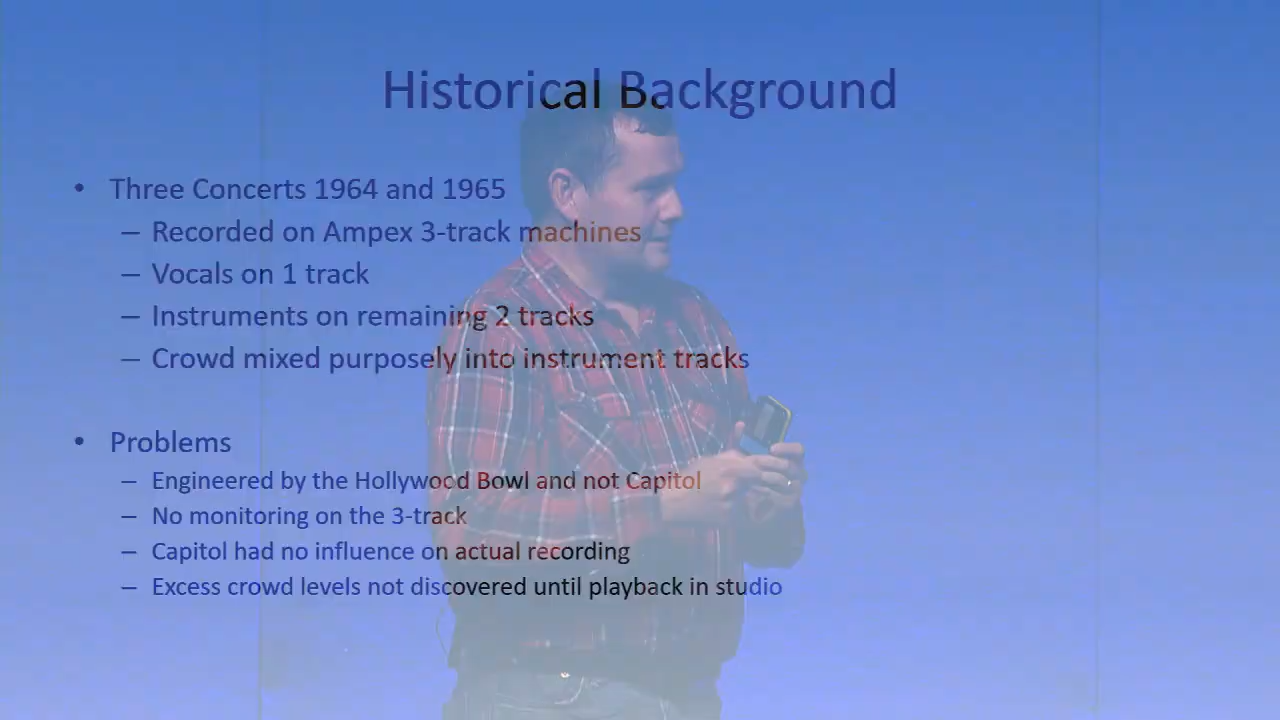 Historical Background
• Three Concerts 1964 and 1965
– Recorded on Ampex 3-track machines
– Vocals on 1 track
– Instruments on remaining 2 tracks
– Crowd mixed purposely into instrument tracks
• Problems
– Engineered by the Hollywood Bowl and not Capitol
– No monitoring on the 3-track
– Capitol had no influence on actual recording
– Excess crowd levels not discovered until playback in studio